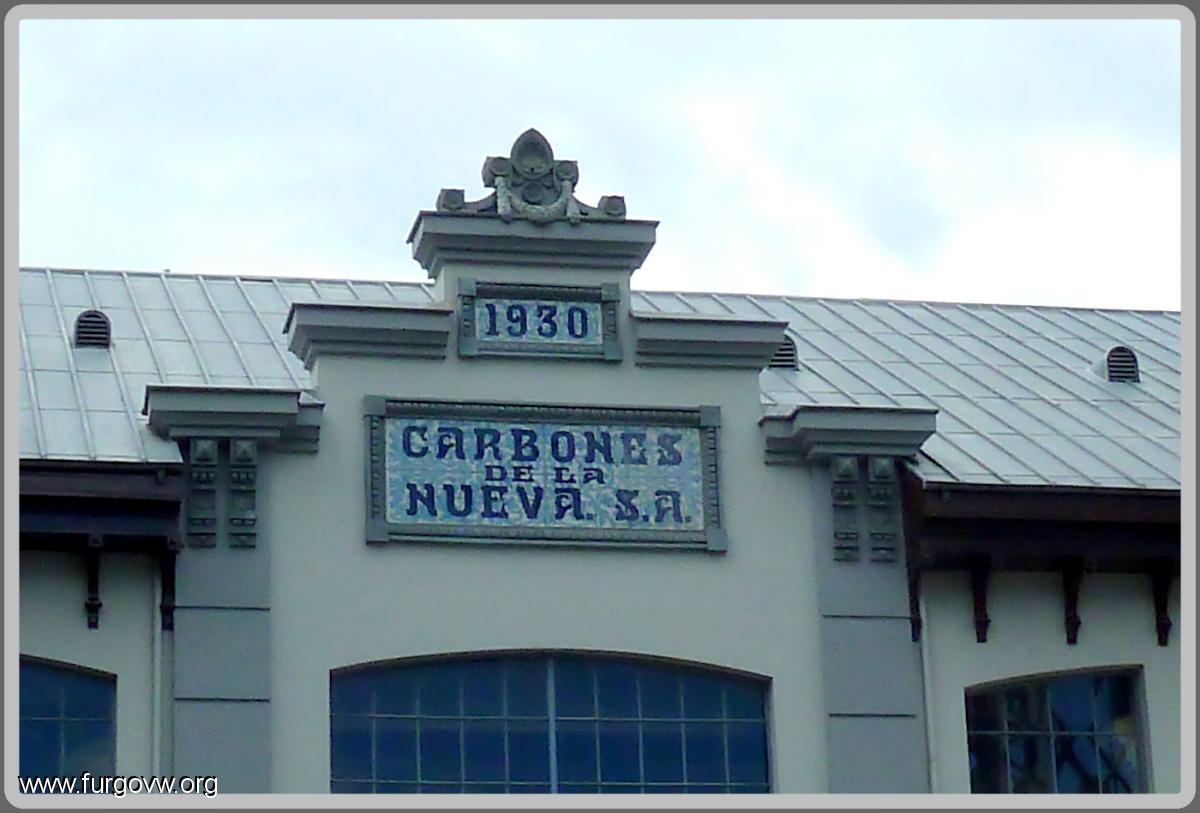 1930
CARBONES
DE LA
NUEVA. S.A.
www.furgovw.org